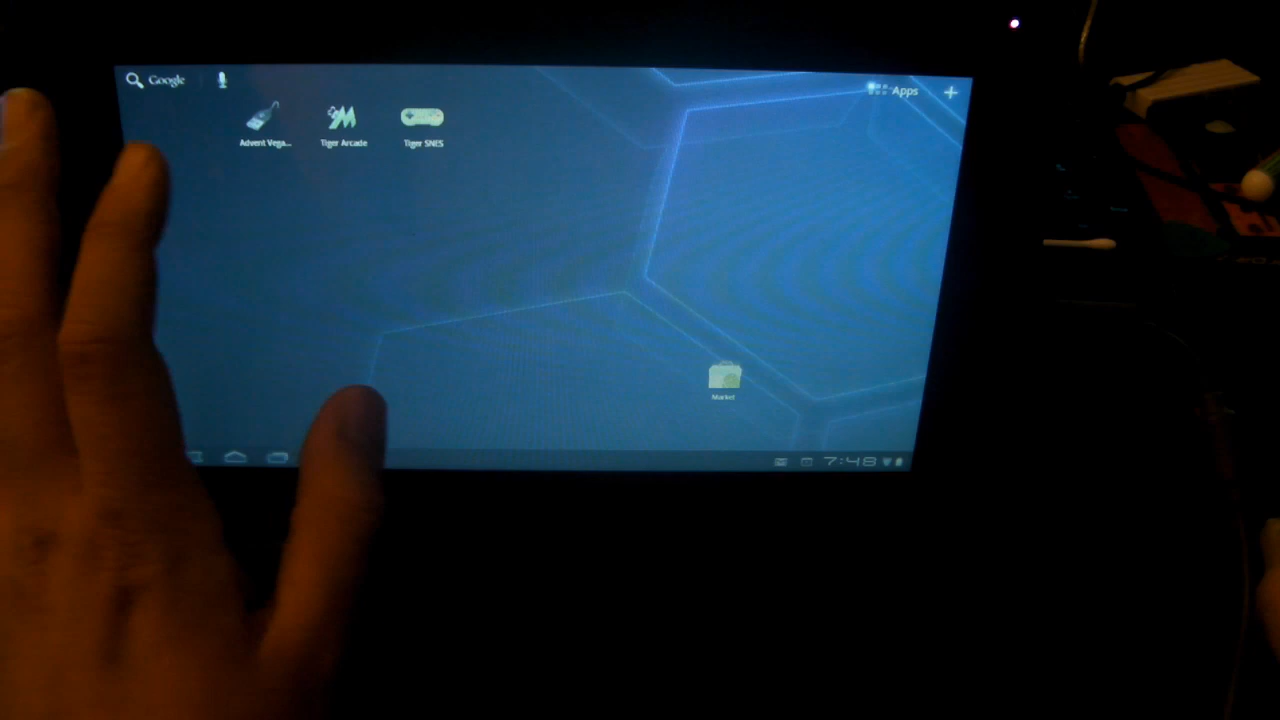 Google
Apps
Advent Vega...
Tiger Arcade
Tiger SNES
Market
7:48